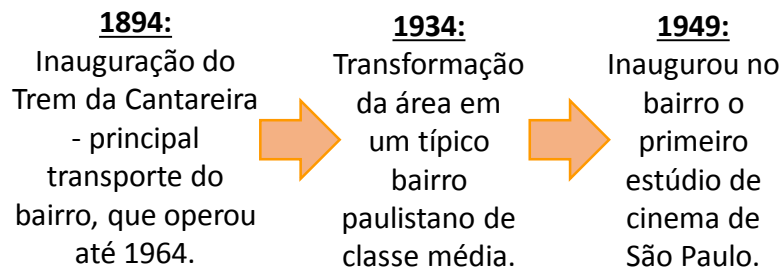 1894:
Inauguração do
Trem da Cantareira
- principal
transporte do
bairro, que operou
até 1964.
1934:
Transformação
da área em
um típico
bairro
paulistano de
classe média.
1949:
Inaugurou no
bairro o
primeiro
estúdio de
cinema de
São Paulo.